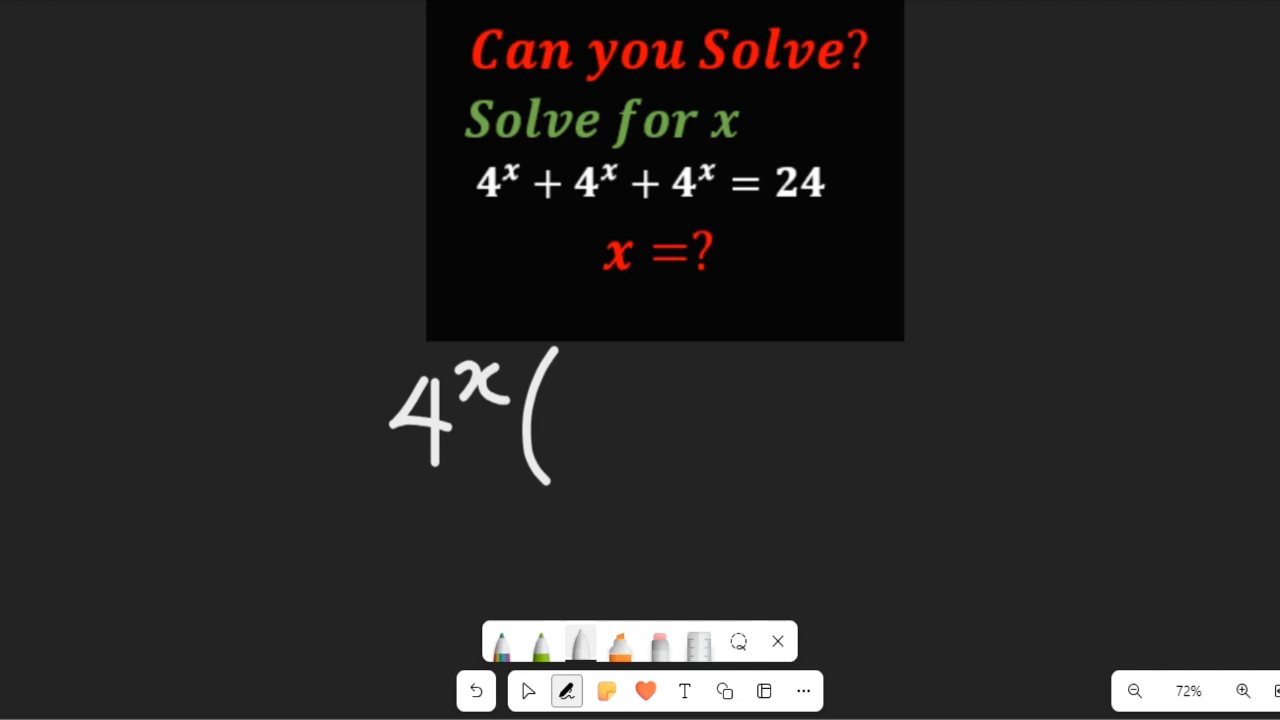 Can you Solve?
Solve for x
4ˣ + 4ˣ + 4ˣ = 24
x =?
4ˣ(
72%